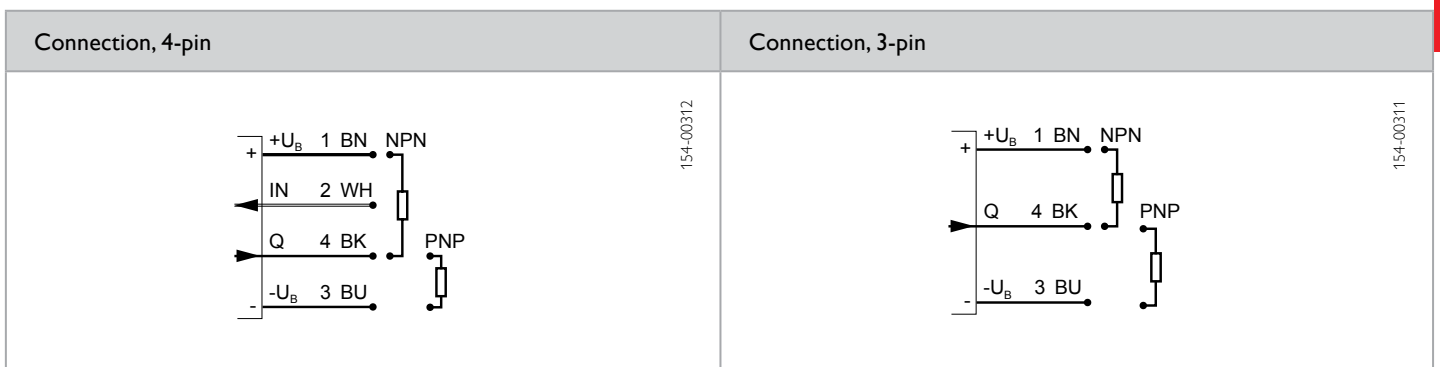 Connection, 4-pin
Connection, 3-pin
+U_B 1 BN NPN
+
IN 2 WH
Q 4 BK PNP
-U_B 3 BU
-
154-00312
+U_B 1 BN NPN
+
Q 4 BK PNP
-U_B 3 BU
-
154-00311